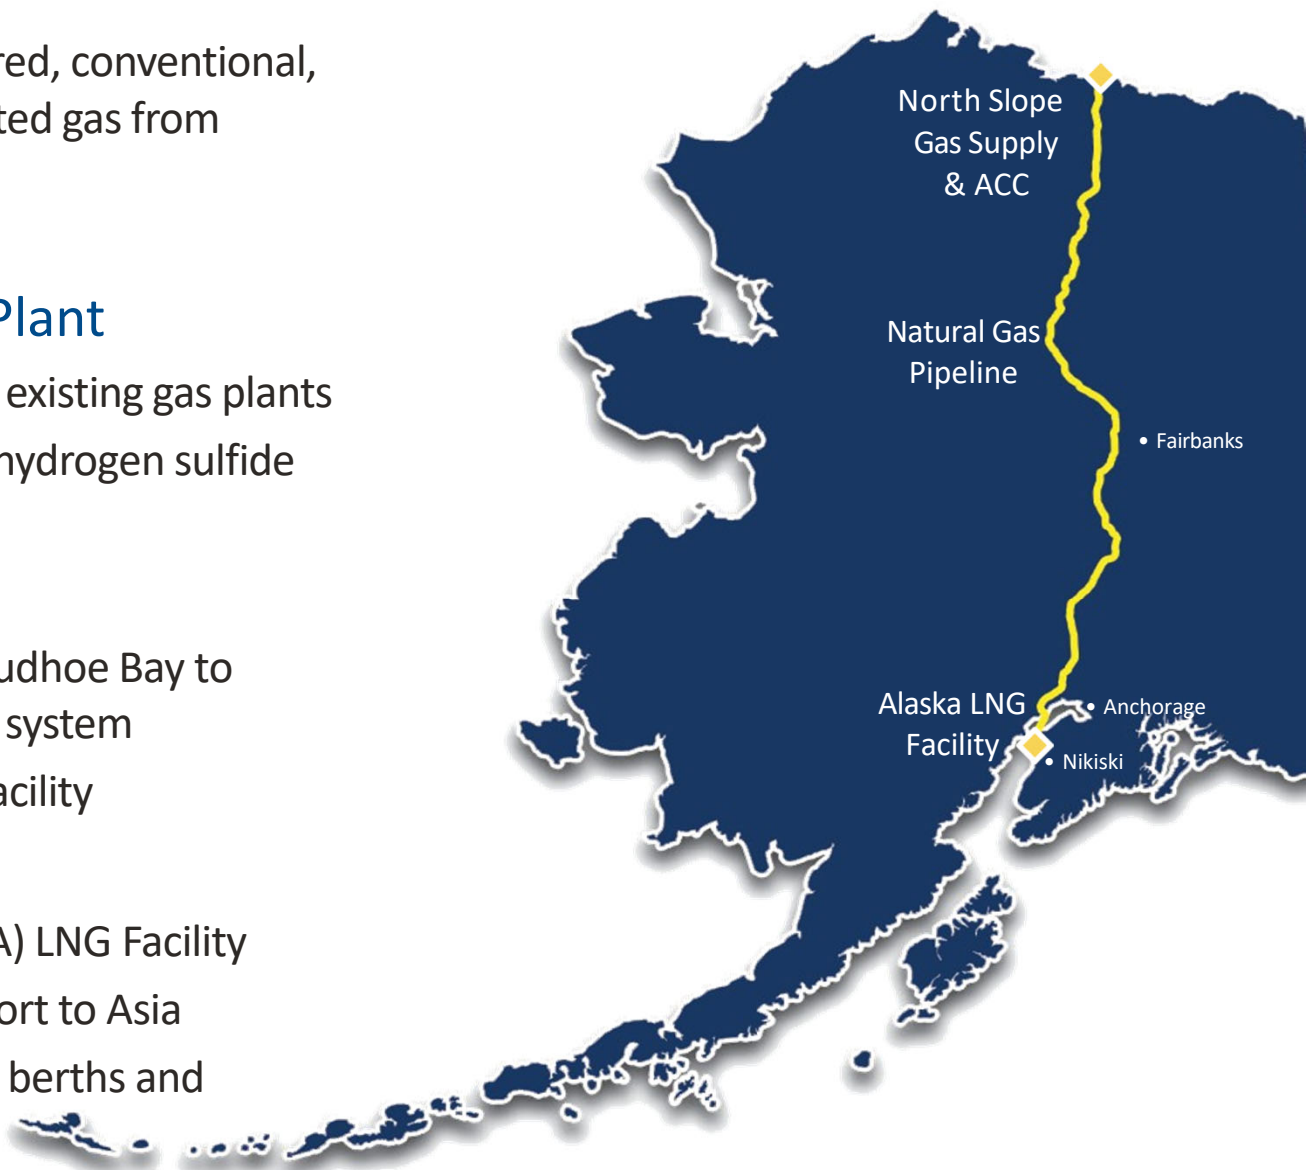 red, conventional,
ted gas from
Plant
existing gas plants
hydrogen sulfide
udhoe Bay to
system
acility
A) LNG Facility
ort to Asia
berths and
North Slope
Gas Supply
& ACC
Natural Gas
Pipeline
• Fairbanks
Alaska LNG
Facility
• Anchorage
• Nikiski